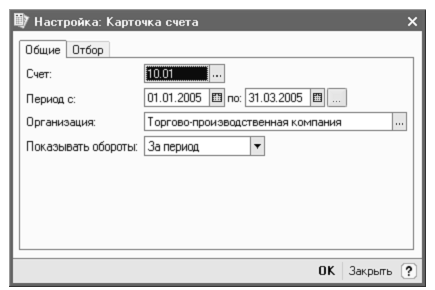 Настройка: Карточка счета
Общие Отбор
Счет: 10.01 ...
Период с: 01.01.2005 по: 31.03.2005 ...
Организация: Торгово-производственная компания ...
Показывать обороты: За период
OK Закрыть ?